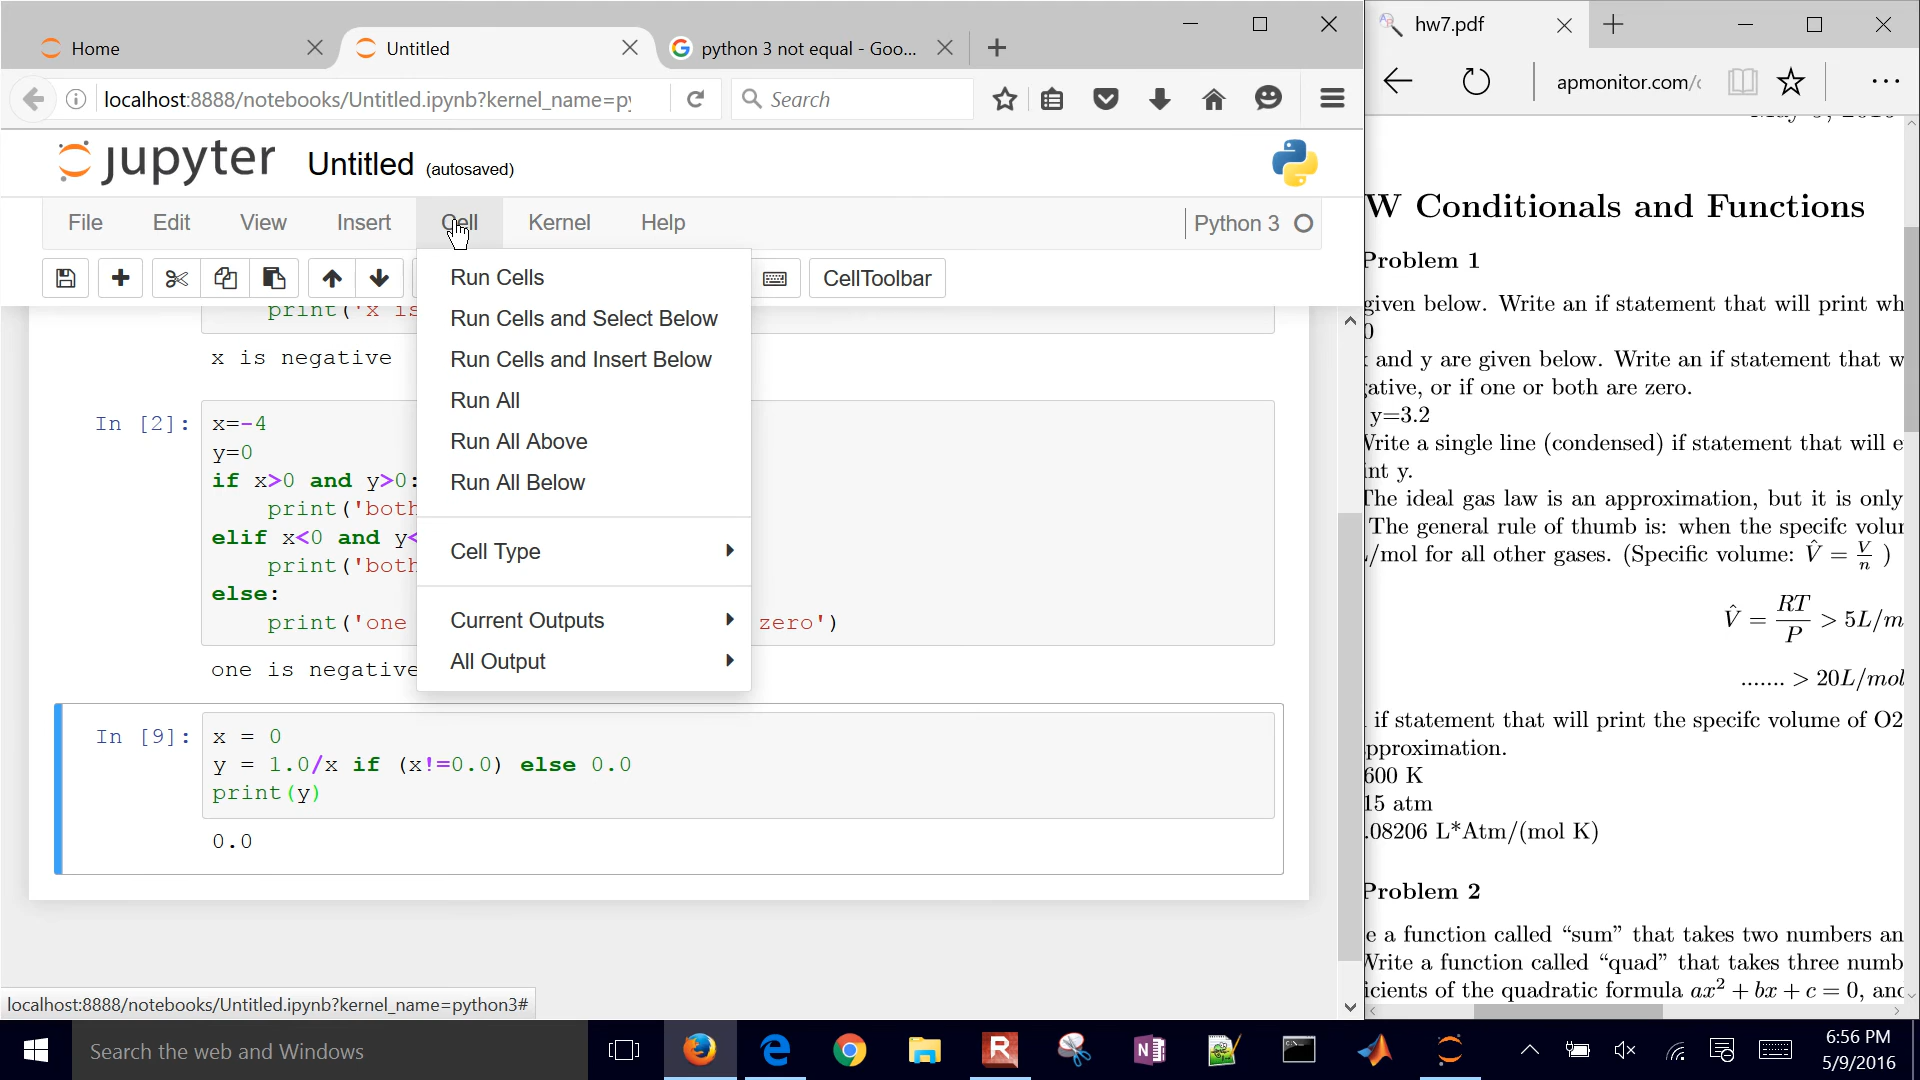 Home
Untitled
python 3 not equal - Goo...
hw7.pdf
localhost:8888/notebooks/Untitled.ipynb?kernel_name=py
Search
apmonitor.com/
jupyter
Untitled (autosaved)
File Edit View Insert Cell Kernel Help
Python 3
CellToolbar
Run Cells
Run Cells and Select Below
Run Cells and Insert Below
Run All
Run All Above
Run All Below
Cell Type
Current Outputs
All Output
print('x is
x is negative
In [2]:
x=-4
y=0
if x>0 and y>0:
print('both
elif x<0 and y<
print('both
else:
print('one zero')
one is negative
In [9]:
x = 0
y = 1.0/x if (x!=0.0) else 0.0
print(y)
0.0
localhost:8888/notebooks/Untitled.ipynb?kernel_name=python3#
W Conditionals and Functions
Problem 1
given below. Write an if statement that will print wh
0
and y are given below. Write an if statement that w
gative, or if one or both are zero.
y=3.2
Write a single line (condensed) if statement that will e
int y.
The ideal gas law is an approximation, but it is only
The general rule of thumb is: when the specifc volu
/mol for all other gases. (Specific volume: V̂ = V/n )
V̂ = RT/P > 5L/m
....... > 20L/mol
if statement that will print the specifc volume of O2
pproximation.
600 K
15 atm
.08206 L*Atm/(mol K)
Problem 2
e a function called “sum” that takes two numbers an
Write a function called “quad” that takes three numb
icients of the quadratic formula ax² + bx + c = 0, and
Search the web and Windows
6:56 PM
5/9/2016